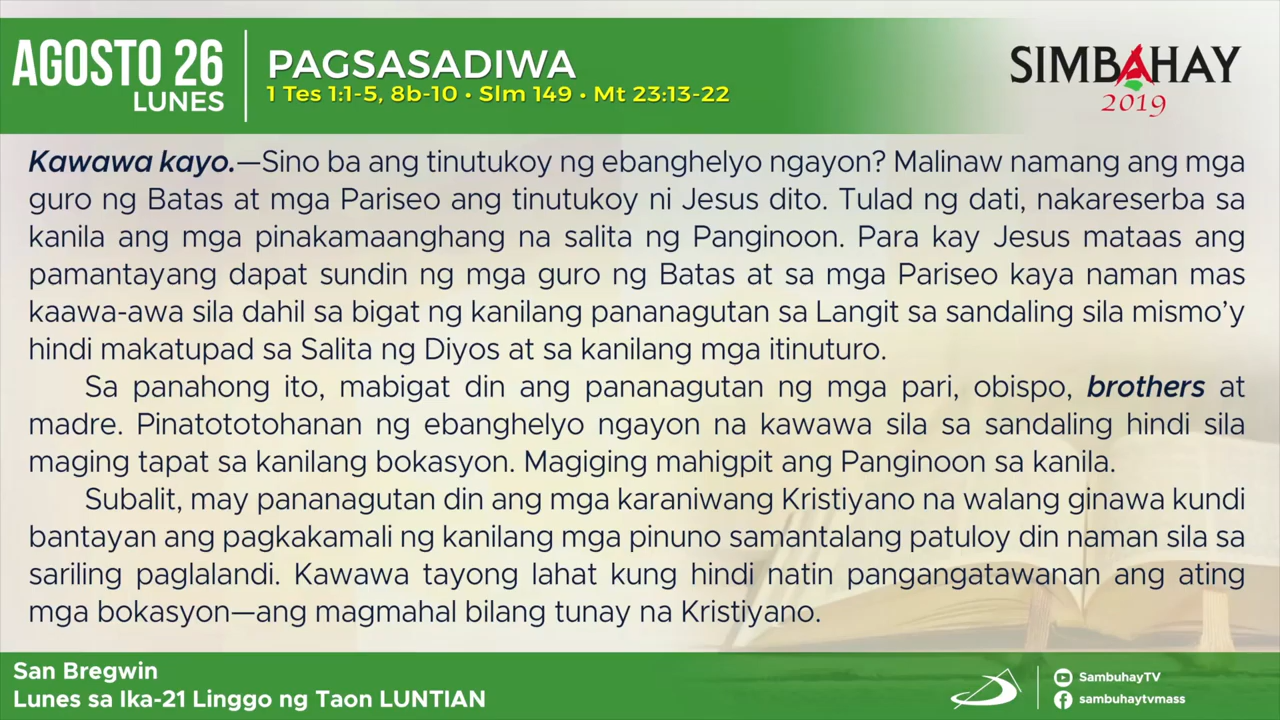 AGOSTO 26
LUNES
PAGSASADIWA
1 Tes 1:1-5, 8b-10 • Slm 149 • Mt 23:13-22
SIMBAHAY
2019
Kawawa kayo.—Sino ba ang tinutukoy ng ebanghelyo ngayon? Malinaw namang ang mga
guro ng Batas at mga Pariseo ang tinutukoy ni Jesus dito. Tulad ng dati, nakareserba sa
kanila ang mga pinakamaanghang na salita ng Panginoon. Para kay Jesus mataas ang
pamantayang dapat sundin ng mga guro ng Batas at sa mga Pariseo kaya naman mas
kaawa-awa sila dahil sa bigat ng kanilang pananagutan sa Langit sa sandaling sila mismo’y
hindi makatupad sa Salita ng Diyos at sa kanilang mga itinuturo.
Sa panahong ito, mabigat din ang pananagutan ng mga pari, obispo, brothers at
madre. Pinatototohanan ng ebanghelyo ngayon na kawawa sila sa sandaling hindi sila
maging tapat sa kanilang bokasyon. Magiging mahigpit ang Panginoon sa kanila.
Subalit, may pananagutan din ang mga karaniwang Kristiyano na walang ginawa kundi
bantayan ang pagkakamali ng kanilang mga pinuno samantalang patuloy din naman sila sa
sariling paglalandi. Kawawa tayong lahat kung hindi natin pangangatawanan ang ating
mga bokasyon—ang magmahal bilang tunay na Kristiyano.
San Bregwin
Lunes sa Ika-21 Linggo ng Taon LUNTIAN
SambuhayTV
sambuhaytvmass